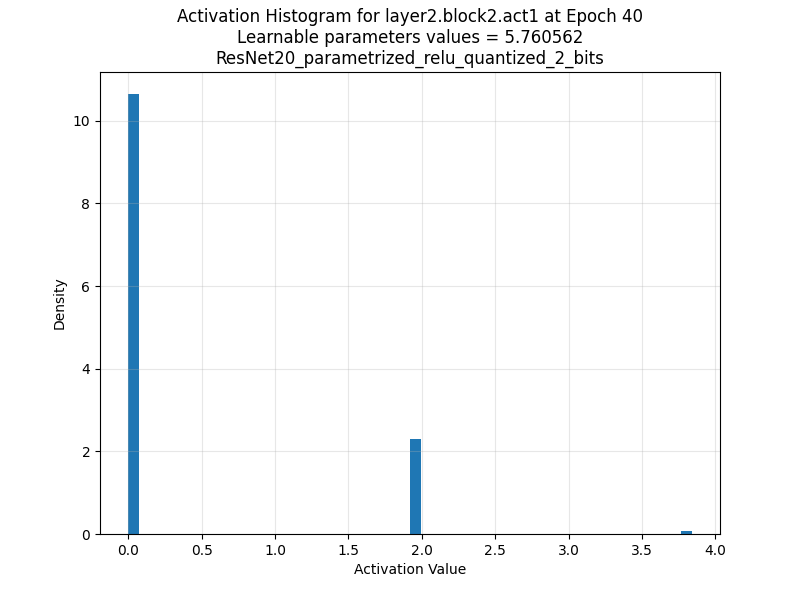 Activation Histogram for layer2.block2.act1 at Epoch 40
Learnable parameters values = 5.760562
ResNet20_parametrized_relu_quantized_2_bits
10
8
6
4
2
0
Density
0.0 0.5 1.0 1.5 2.0 2.5 3.0 3.5 4.0
Activation Value